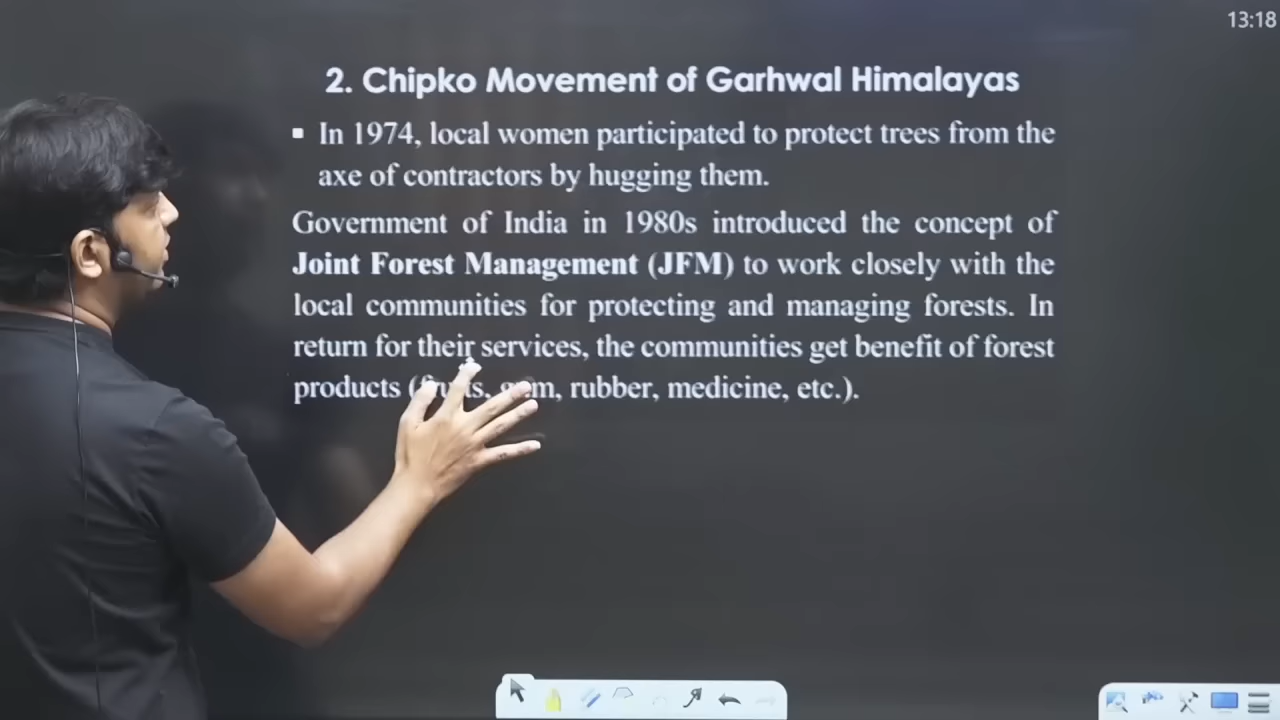 13:18
2. Chipko Movement of Garhwal Himalayas
▪ In 1974, local women participated to protect trees from the
axe of contractors by hugging them.
Government of India in 1980s introduced the concept of
Joint Forest Management (JFM) to work closely with the
local communities for protecting and managing forests. In
return for their services, the communities get benefit of forest
products (fruits, gum, rubber, medicine, etc.).